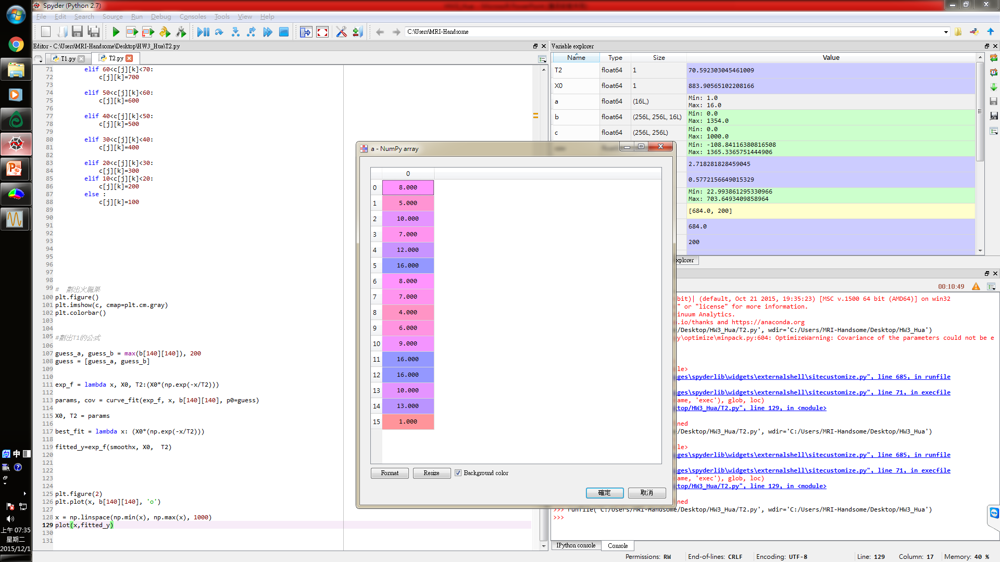 Spyder (Python 2.7)
File Edit Search Source Run Debug Consoles Tools View Help
C:\Users\MRI-Handsome
Editor - C:\Users\MRI-Handsome\Desktop\HW3_Hua\T2.py
T1.py
T2.py
71 elif 60<c[j][k]<70:
72 c[j][k]=700
73
74 elif 50<c[j][k]<60:
75 c[j][k]=600
76
77 elif 40<c[j][k]<50:
78 c[j][k]=500
79
80 elif 30<c[j][k]<40:
81 c[j][k]=400
82
83 elif 20<c[j][k]<30:
84 c[j][k]=300
85 elif 10<c[j][k]<20:
86 c[j][k]=200
87 else :
88 c[j][k]=100
89
90
91
92
93
94
95
96
97
98
99 # 劃出火龍果
100 plt.figure()
101 plt.imshow(c, cmap=plt.cm.gray)
102 plt.colorbar()
103
104
105 #劃出T1的公式
106
107 guess_a, guess_b = max(b[140][140]), 200
108 guess = [guess_a, guess_b]
109
110
111 exp_f = lambda x, X0, T2:(X0*(np.exp(-x/T2)))
112
113 params, cov = curve_fit(exp_f, x, b[140][140], p0=guess)
114
115 X0, T2 = params
116
117 best_fit = lambda x: (X0*(np.exp(-x/T2)))
118
119 fitted_y=exp_f(smoothx, X0, T2)
120
121
122
123
124
125 plt.figure(2)
126 plt.plot(x, b[140][140], 'o')
127
128 x = np.linspace(np.min(x), np.max(x), 1000)
129 plot(x,fitted_y)
130
131
Variable explorer
Name Type Size Value
T2 float64 1 70.592303045461009
X0 float64 1 883.90565102208166
a float64 (16L,) Min: 1.0
Max: 16.0
b float64 (256L, 256L, 16L) Min: 0.0
Max: 1354.0
c float64 (256L, 256L) Min: 0.0
Max: 1000.0
Min: -108.84116380816508
Max: 1365.3365751444906
2.718281828459045
0.5772156649015329
Min: 22.993861295330966
Max: 703.6493409858964
[684.0, 200]
684.0
200
xplorer
a - NumPy array
0
0 8.000
1 5.000
2 10.000
3 7.000
4 12.000
5 16.000
6 8.000
7 7.000
8 4.000
9 6.000
10 9.000
11 16.000
12 16.000
13 10.000
14 13.000
15 1.000
Format Resize Background color
確定 取消
00:10:49
bit)| (default, Oct 21 2015, 19:35:23) [MSC v.1500 64 bit (AMD64)] on win32
" or "license" for more information.
inuum Analytics.
.io/thanks and https://anaconda.org
/Desktop/HW3_Hua/T2.py', wdir='C:/Users/MRI-Handsome/Desktop/HW3_Hua')
y\optimize\minpack.py:604: OptimizeWarning: Covariance of the parameters could not be e
le>
ges\spyderlib\widgets\externalshell\sitecustomize.py", line 685, in runfile
ges\spyderlib\widgets\externalshell\sitecustomize.py", line 71, in execfile
ame, 'exec'), glob, loc)
top/HW3_Hua/T2.py", line 129, in <module>
ned
/Desktop/HW3_Hua/T2.py', wdir='C:/Users/MRI-Handsome/Desktop/HW3_Hua')
le>
ges\spyderlib\widgets\externalshell\sitecustomize.py", line 685, in runfile
ges\spyderlib\widgets\externalshell\sitecustomize.py", line 71, in execfile
ame, 'exec'), glob, loc)
top/HW3_Hua/T2.py", line 129, in <module>
ned
>>> runfile('C:/Users/MRI-Handsome/Desktop/HW3_Hua/T2.py', wdir='C:/Users/MRI-Handsome/Desktop/HW3_Hua')
>>>
IPython console Console
Permissions: RW End-of-lines: CRLF Encoding: UTF-8 Line: 129 Column: 17 Memory: 40 %
中
上午 07:35
星期二
2015/12/1